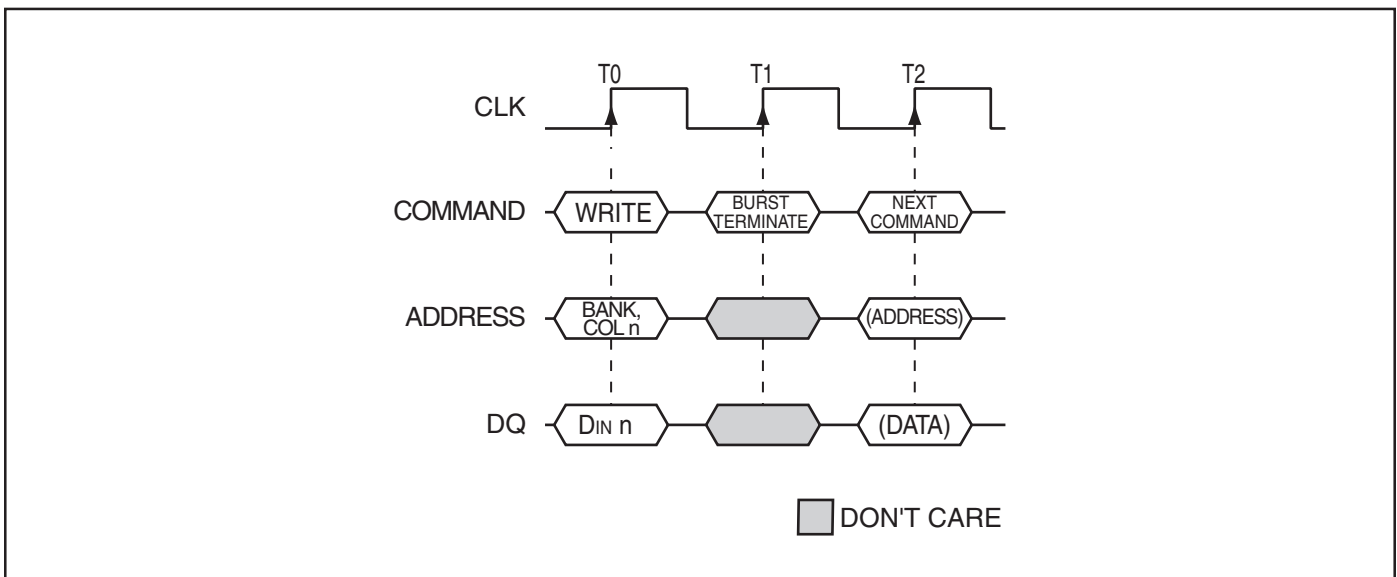 T0 T1 T2
CLK
COMMAND WRITE BURST TERMINATE NEXT COMMAND
ADDRESS BANK, COL n (ADDRESS)
DQ DIN n (DATA)
DON'T CARE